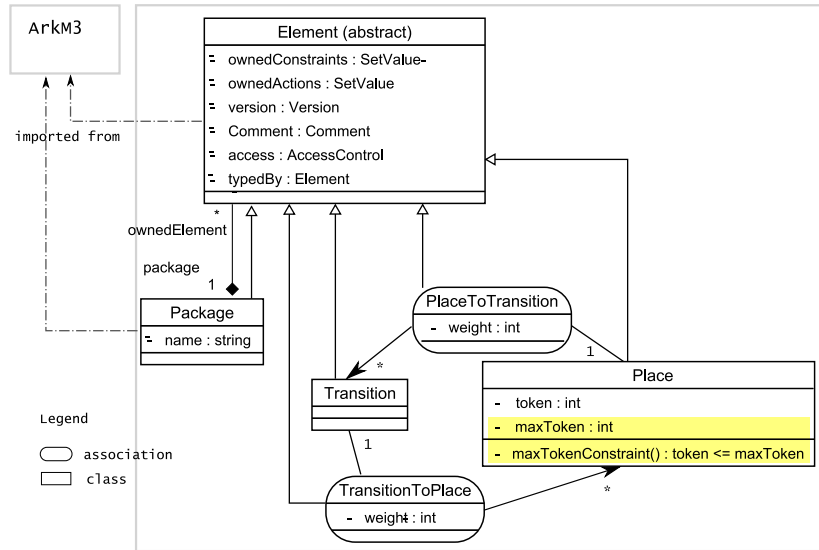 ArkM3
Element (abstract)
- ownedConstraints : SetValue-
- ownedActions : SetValue
- version : Version
- Comment : Comment
- access : AccessControl
- typedBy : Element
imported from
*
ownedElement
package
1
Package
- name : string
PlaceToTransition
- weight : int
1
*
Transition
1
Place
- token : int
- maxToken : int
- maxTokenConstraint() : token <= maxToken
*
TransitionToPlace
- weight : int
Legend
association
class